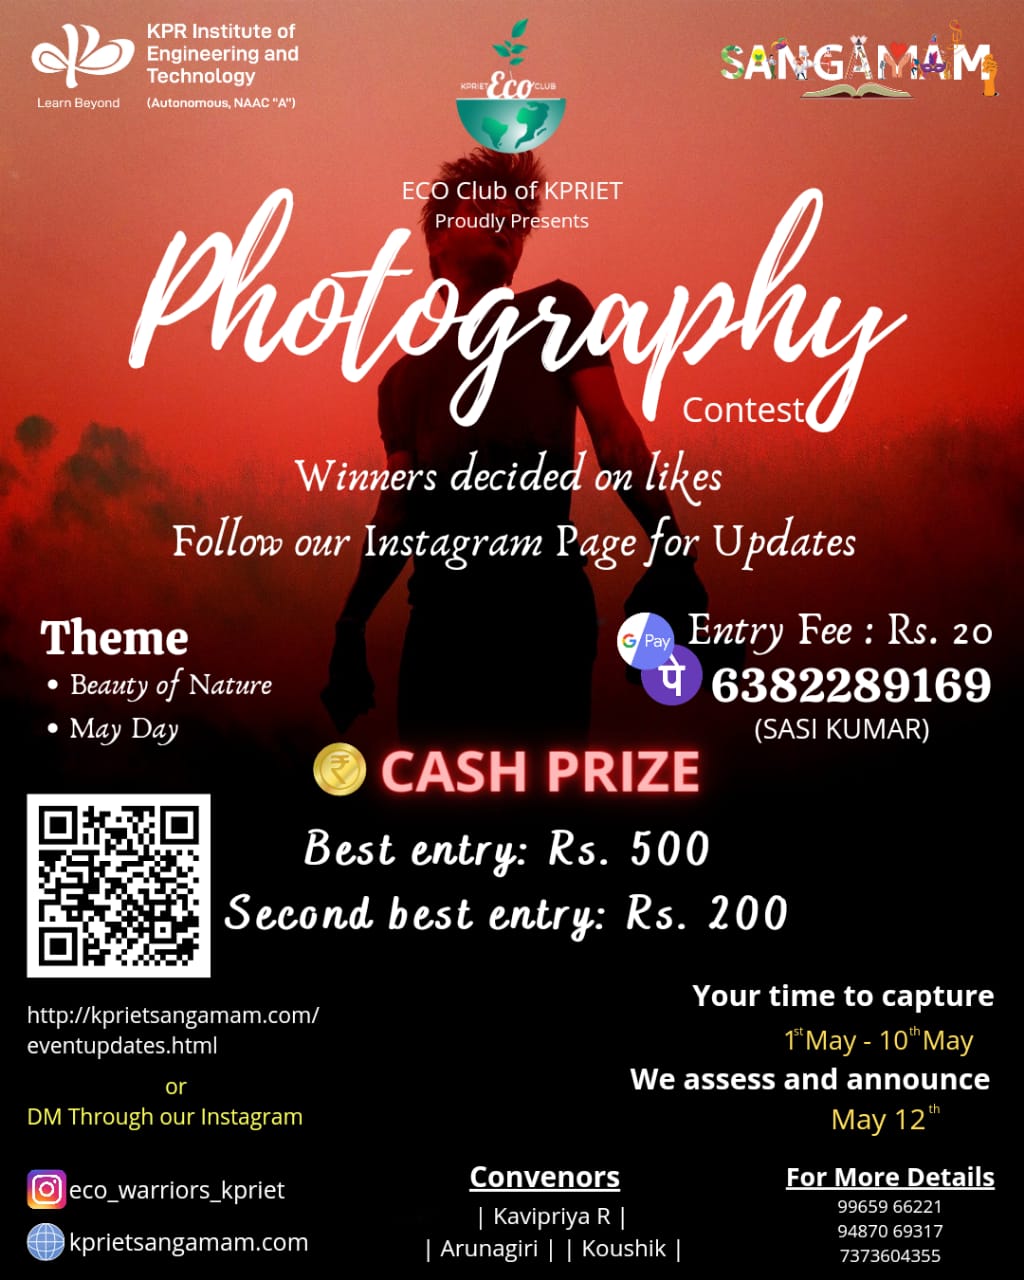 KPR Institute of
Engineering and
Technology
Learn Beyond
(Autonomous, NAAC "A")
KPRIET Eco CLUB
SANGAMAM
ECO Club of KPRIET
Proudly Presents
Photography
Contest
Winners decided on likes
Follow our Instagram Page for Updates
Theme
• Beauty of Nature
• May Day
G Pay
Entry Fee : Rs. 20
पे
6382289169
(SASI KUMAR)
₹
CASH PRIZE
Best entry: Rs. 500
Second best entry: Rs. 200
http://kprietsangamam.com/
eventupdates.html
or
DM Through our Instagram
Your time to capture
1st May - 10th May
We assess and announce
May 12th
eco_warriors_kpriet
kprietsangamam.com
Convenors
| Kavipriya R |
| Arunagiri | | Koushik |
For More Details
99659 66221
94870 69317
7373604355